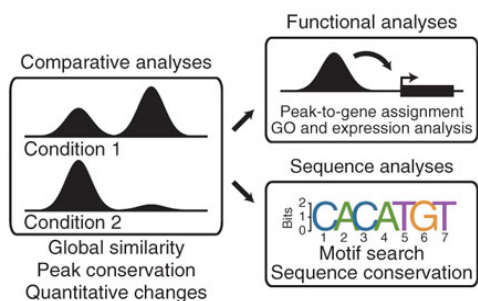 Comparative analyses
Condition 1
Condition 2
Global similarity
Peak conservation
Quantitative changes
Functional analyses
Peak-to-gene assignment
GO and expression analysis
Sequence analyses
Bits
2
1
0
CACATGT
1 2 3 4 5 6 7
Motif search
Sequence conservation